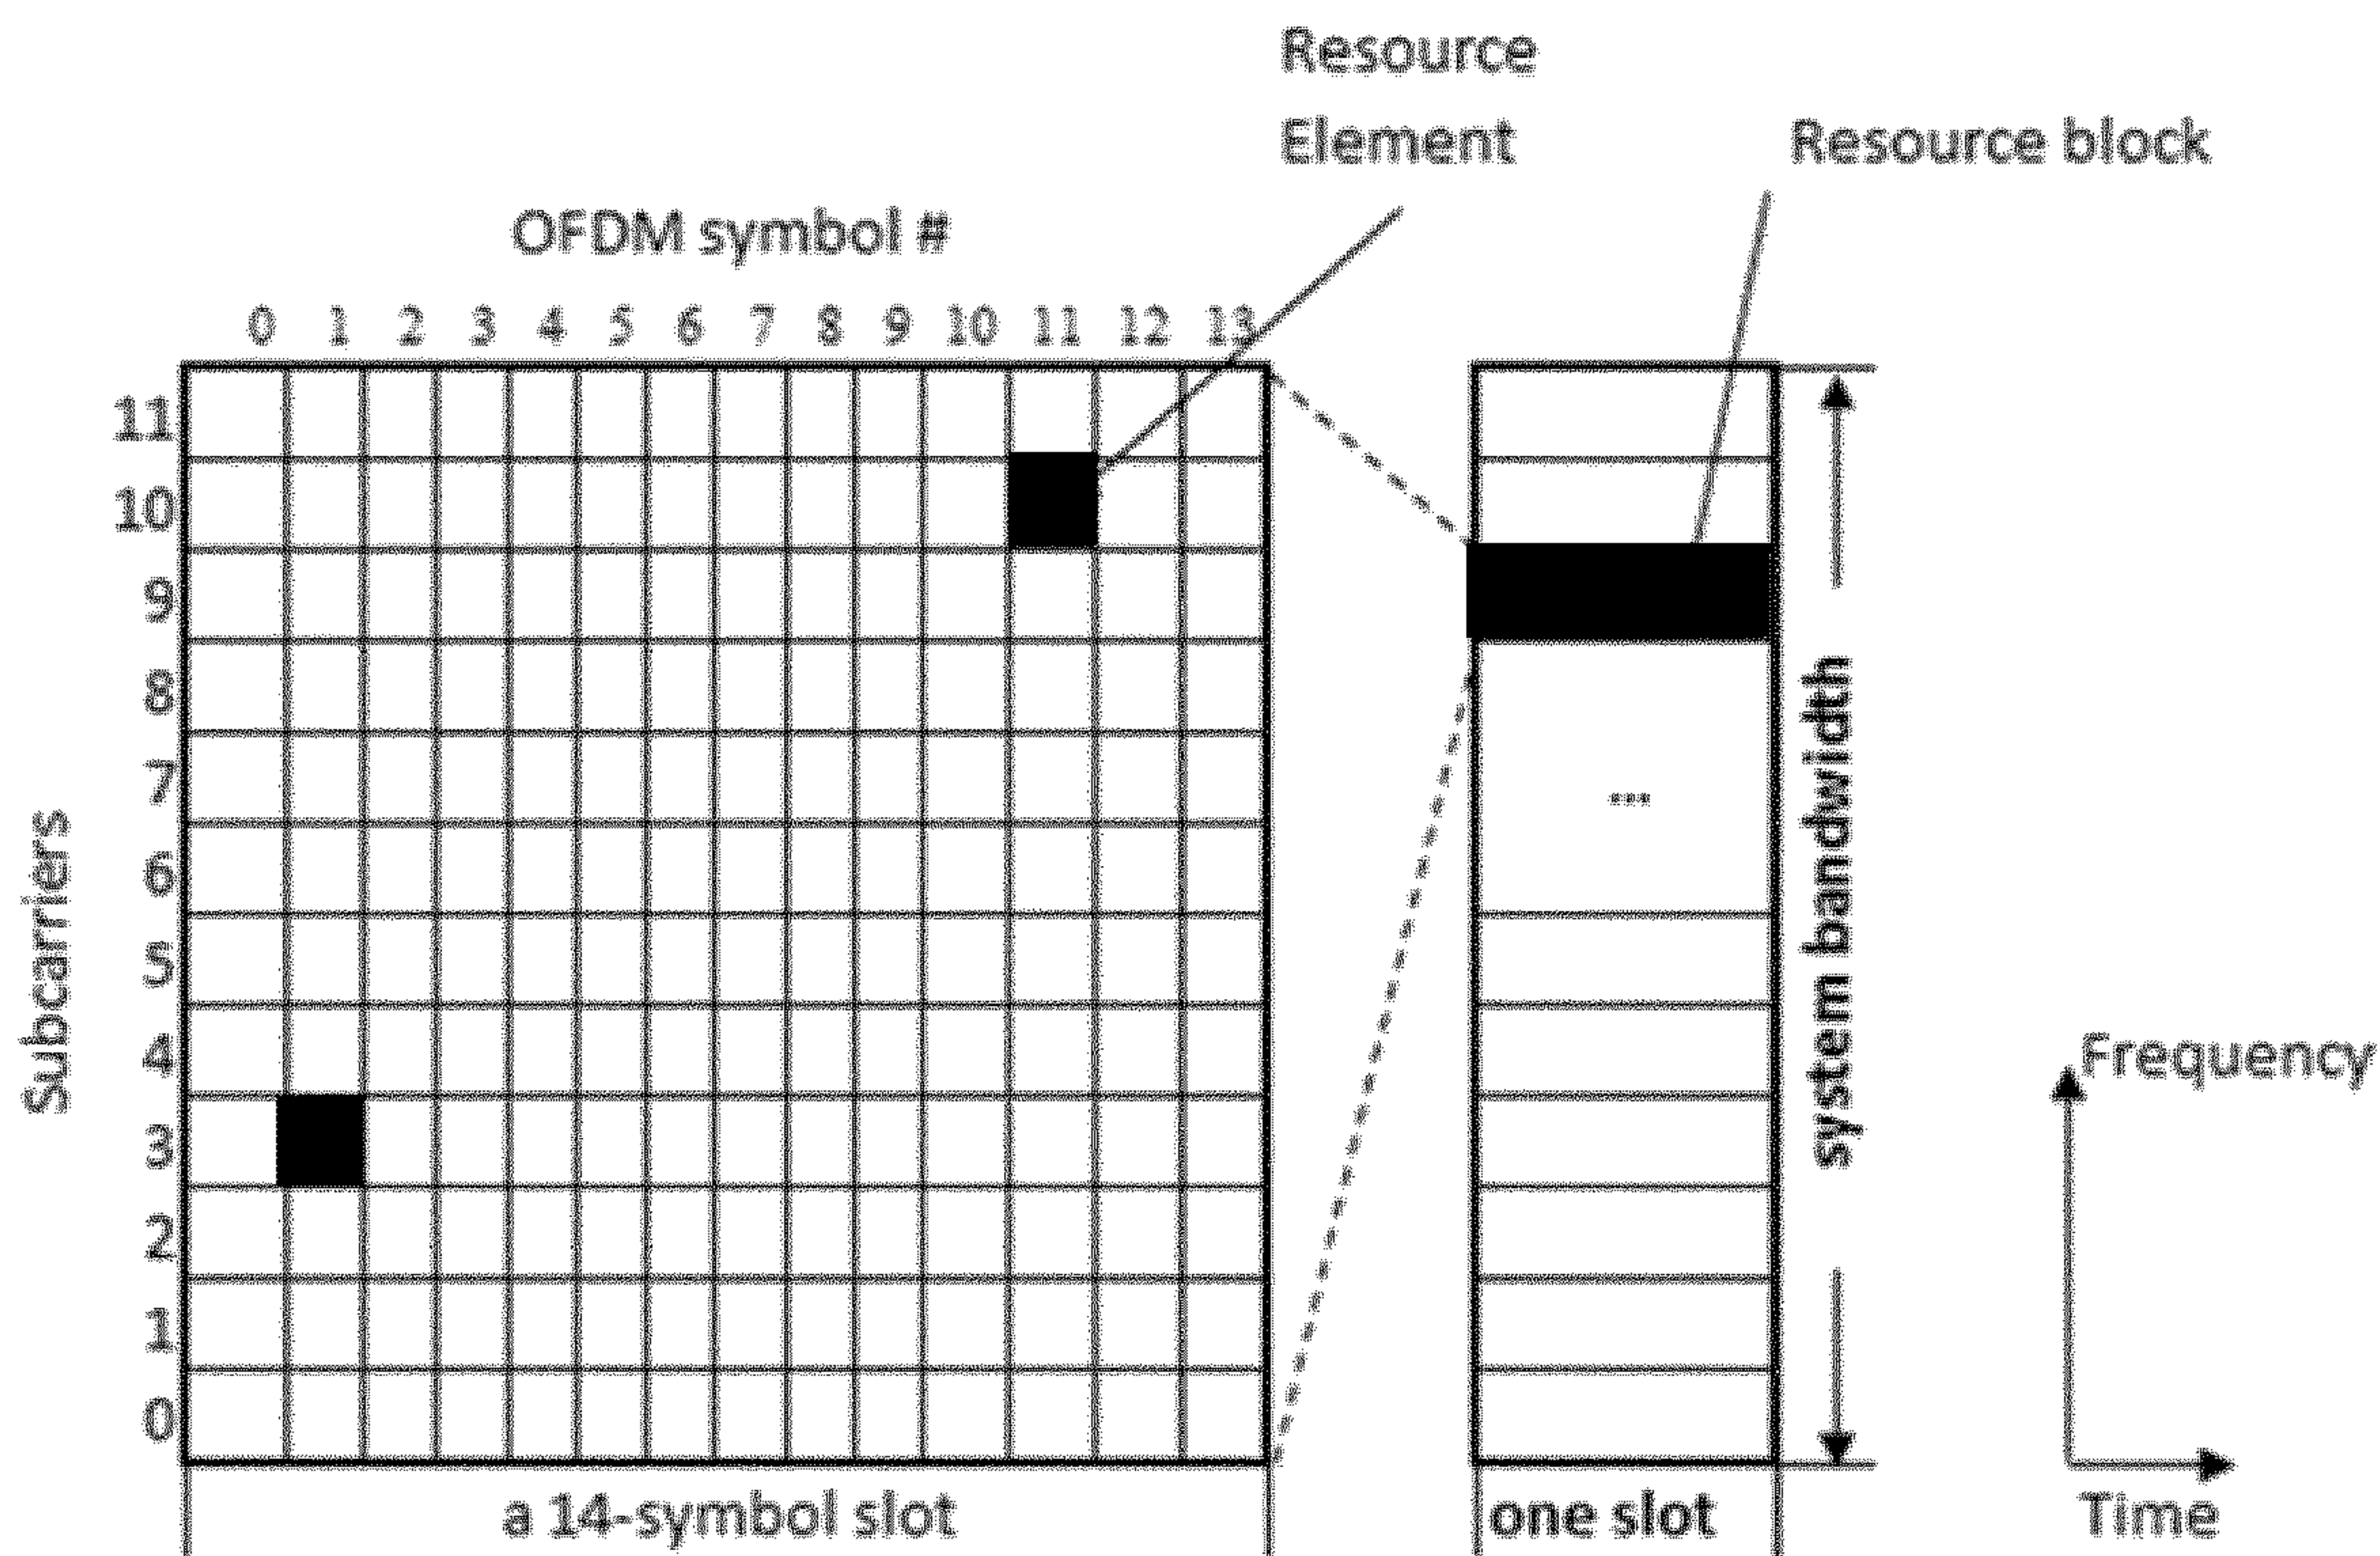 Resource
Element
Resource block
OFDM symbol #
0 1 2 3 4 5 6 7 8 9 10 11 12 13
11
10
9
8
7
6
5
4
3
2
1
0
Subcarriers
...
system bandwidth
Frequency
Time
a 14-symbol slot
one slot